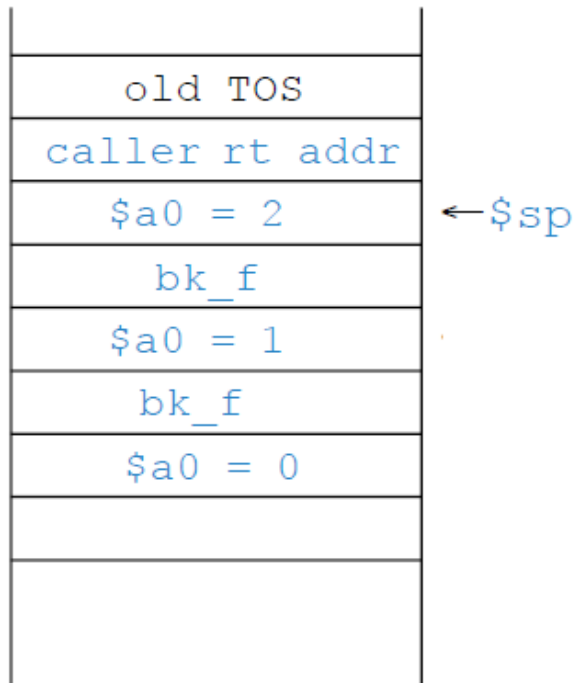 old TOS
caller rt addr
$a0 = 2 ←$sp
bk_f
$a0 = 1
bk_f
$a0 = 0